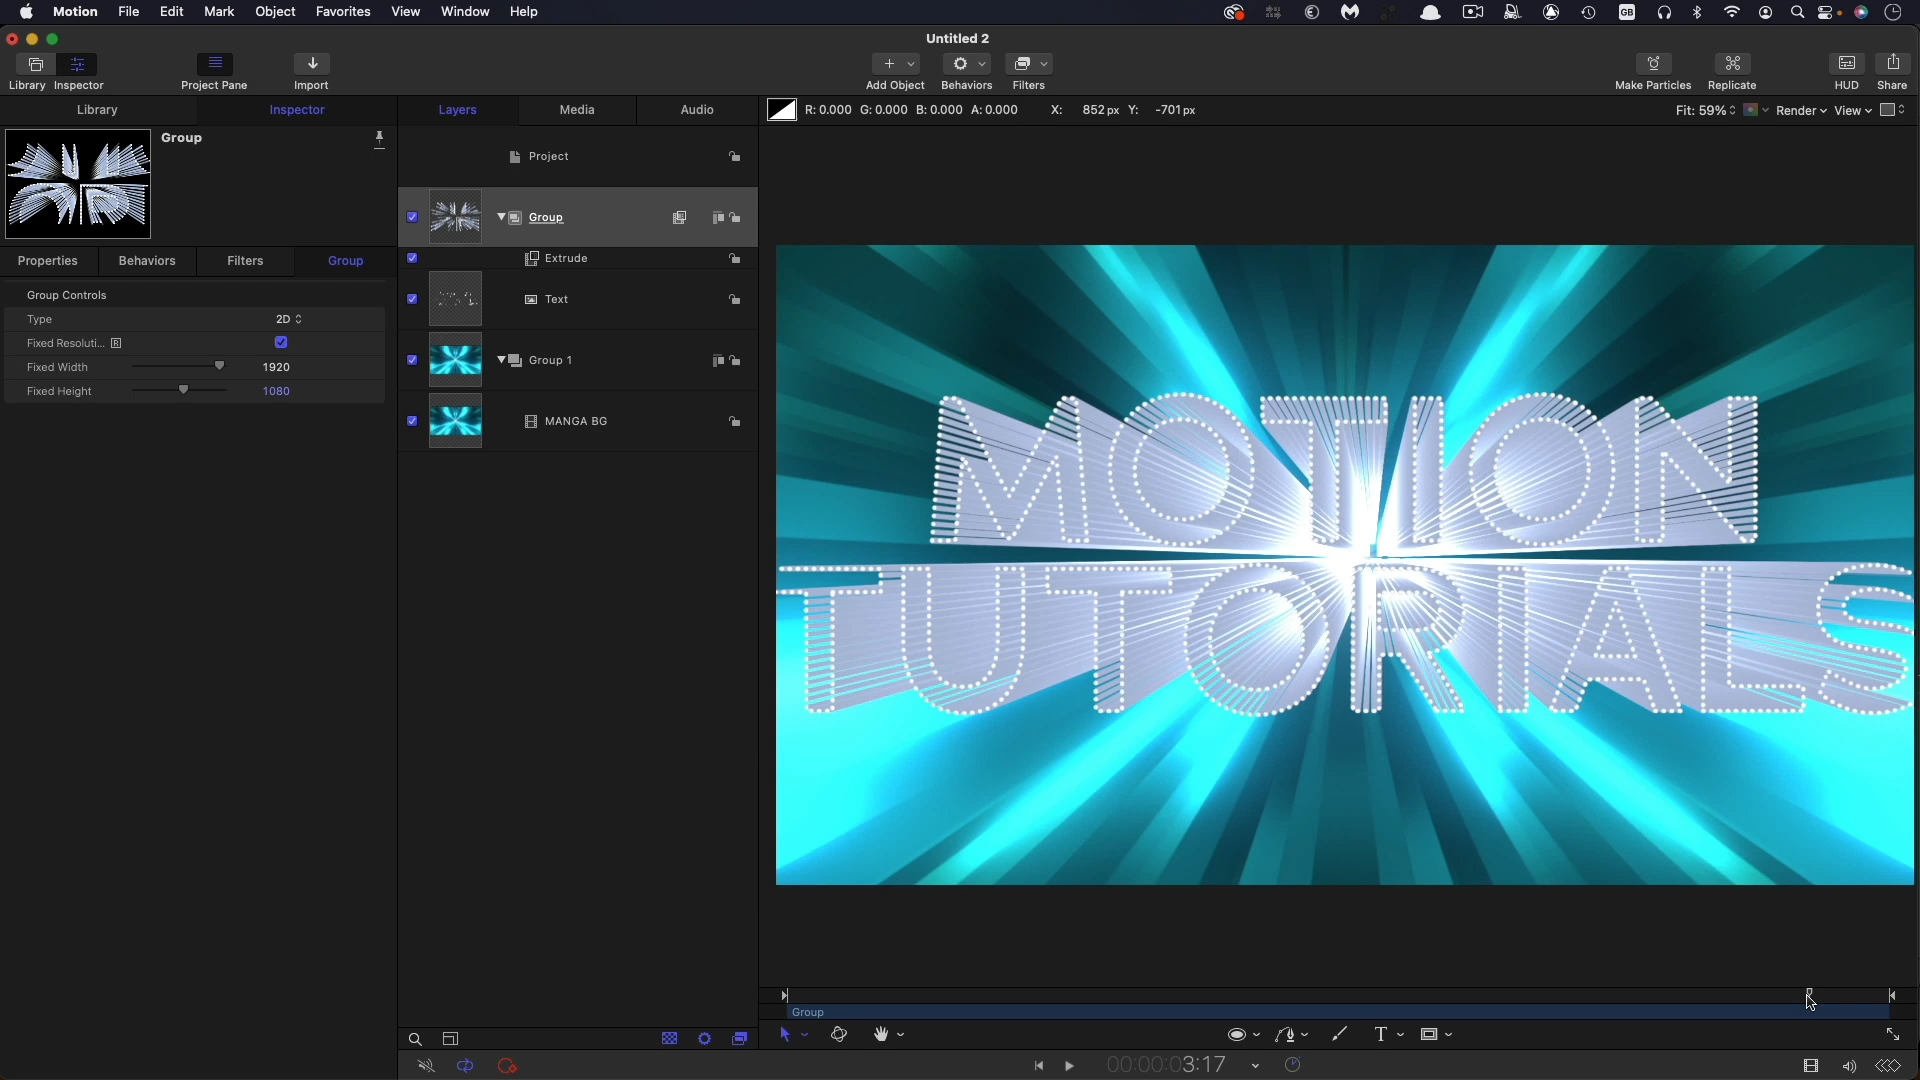 Motion File Edit Mark Object Favorites View Window Help GB
Untitled 2
Library Inspector Project Pane Import Add Object Behaviors Filters Make Particles Replicate HUD Share
Library Inspector Layers Media Audio R: 0.000 G: 0.000 B: 0.000 A: 0.000 X: 852 px Y: -701 px Fit: 59% Render View
Group
Project
Group
Properties Behaviors Filters Group
Extrude
Group Controls
Text
Type 2D
Fixed Resoluti... R
Fixed Width 1920
Fixed Height 1080
Group 1
MANGA BG
MOTION
TUTORIALS
Group
T
00:00:03:17